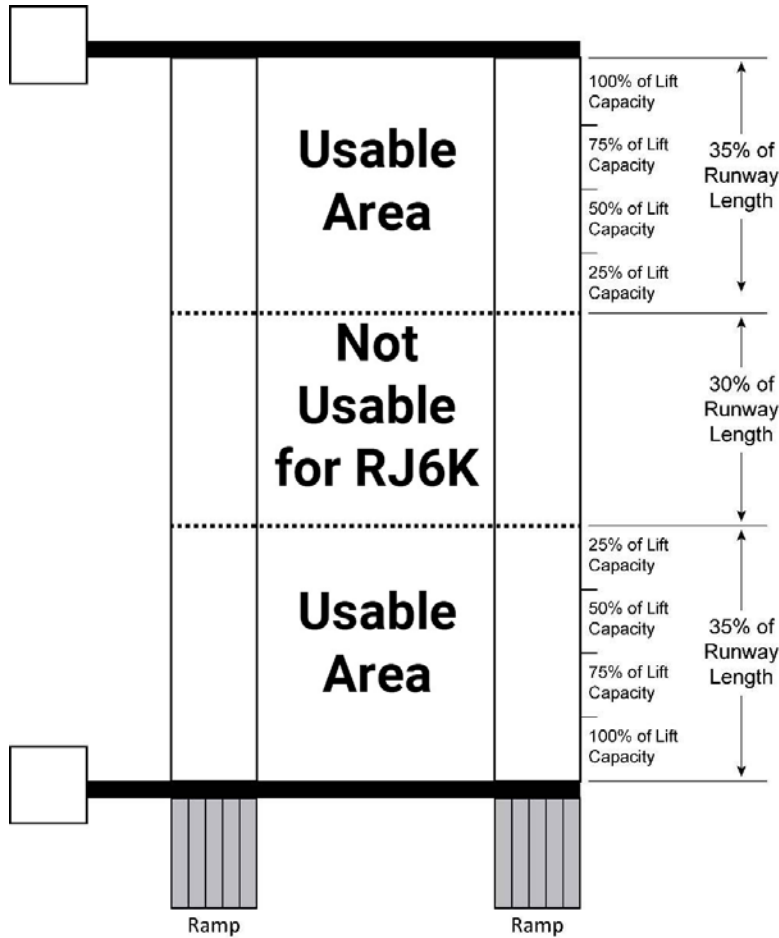 100% of Lift
Capacity
75% of Lift
Capacity
50% of Lift
Capacity
25% of Lift
Capacity
35% of
Runway
Length
Usable
Area
Not
Usable
for RJ6K
30% of
Runway
Length
Usable
Area
25% of Lift
Capacity
50% of Lift
Capacity
75% of Lift
Capacity
100% of Lift
Capacity
35% of
Runway
Length
Ramp
Ramp